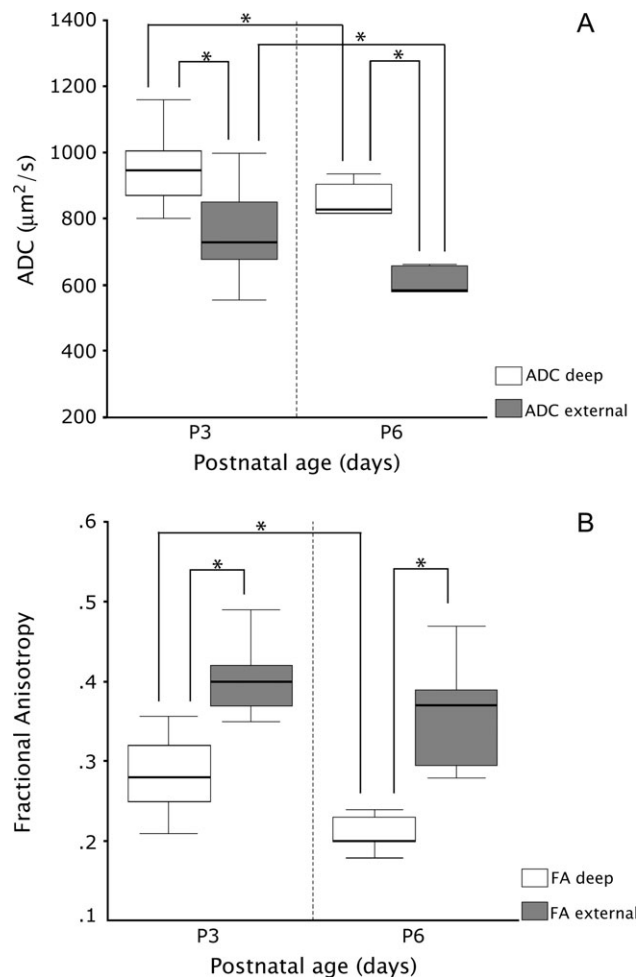 A
*
*
*
*
1400
1200
1000
800
600
400
200
ADC (μm²/s)
P3
P6
Postnatal age (days)
ADC deep
ADC external
B
*
*
*
.6
.5
.4
.3
.2
.1
Fractional Anisotropy
P3
P6
Postnatal age (days)
FA deep
FA external